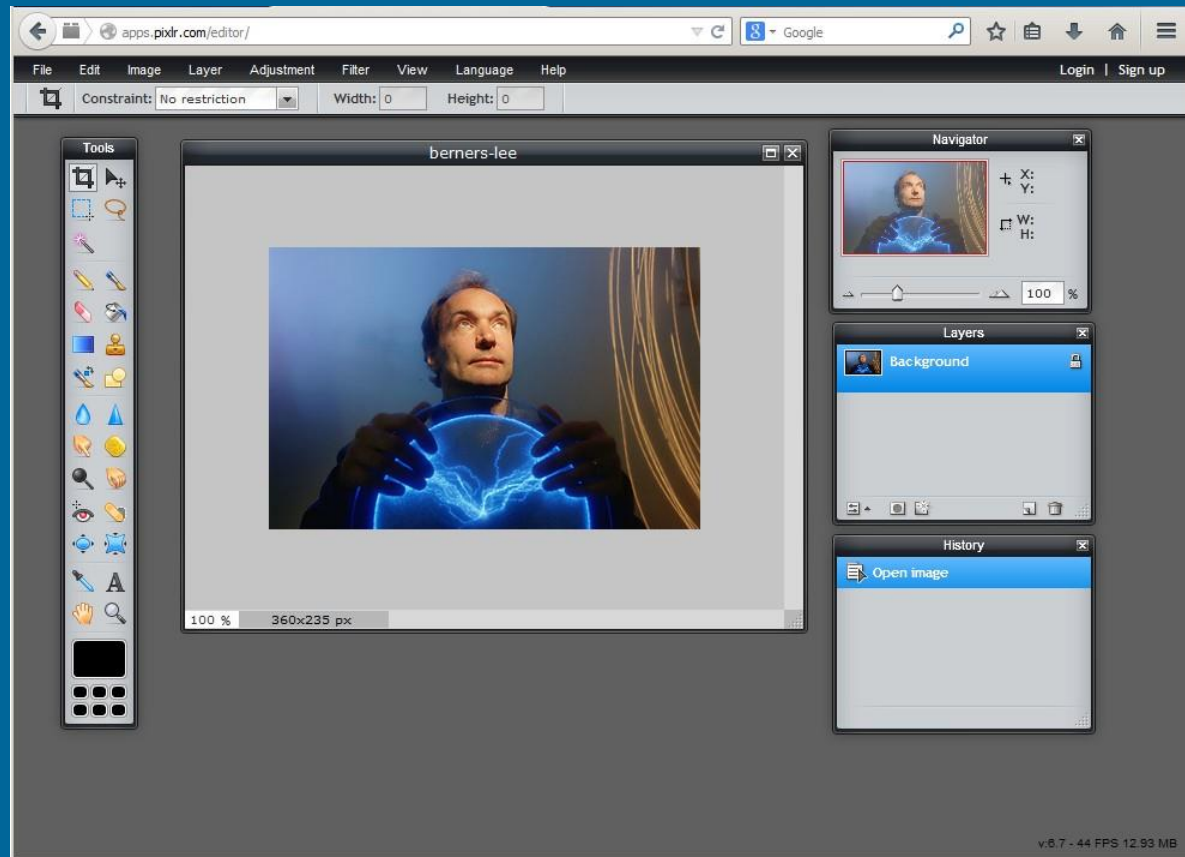 apps.pixlr.com/editor/
8 Google
File Edit Image Layer Adjustment Filter View Language Help Login | Sign up
Constraint: No restriction Width: 0 Height: 0
Tools
berners-lee
100 % 360x235 px
A
Navigator
X:
Y:
W:
H:
100 %
Layers
Background
History
Open image
v:6.7 - 44 FPS 12.93 MB